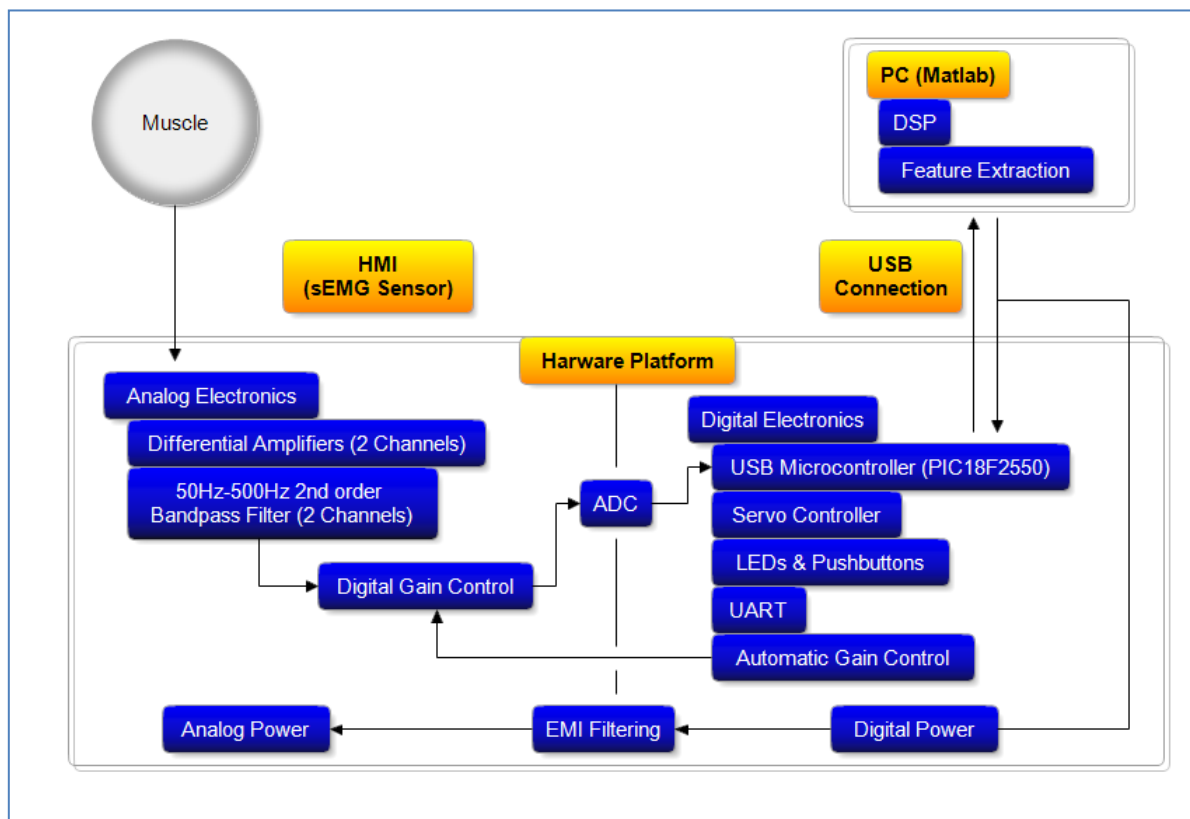 Muscle
PC (Matlab)
DSP
Feature Extraction
HMI
(sEMG Sensor)
USB
Connection
Harware Platform
Analog Electronics
Differential Amplifiers (2 Channels)
50Hz-500Hz 2nd order
Bandpass Filter (2 Channels)
Digital Gain Control
ADC
Digital Electronics
USB Microcontroller (PIC18F2550)
Servo Controller
LEDs & Pushbuttons
UART
Automatic Gain Control
Analog Power
EMI Filtering
Digital Power